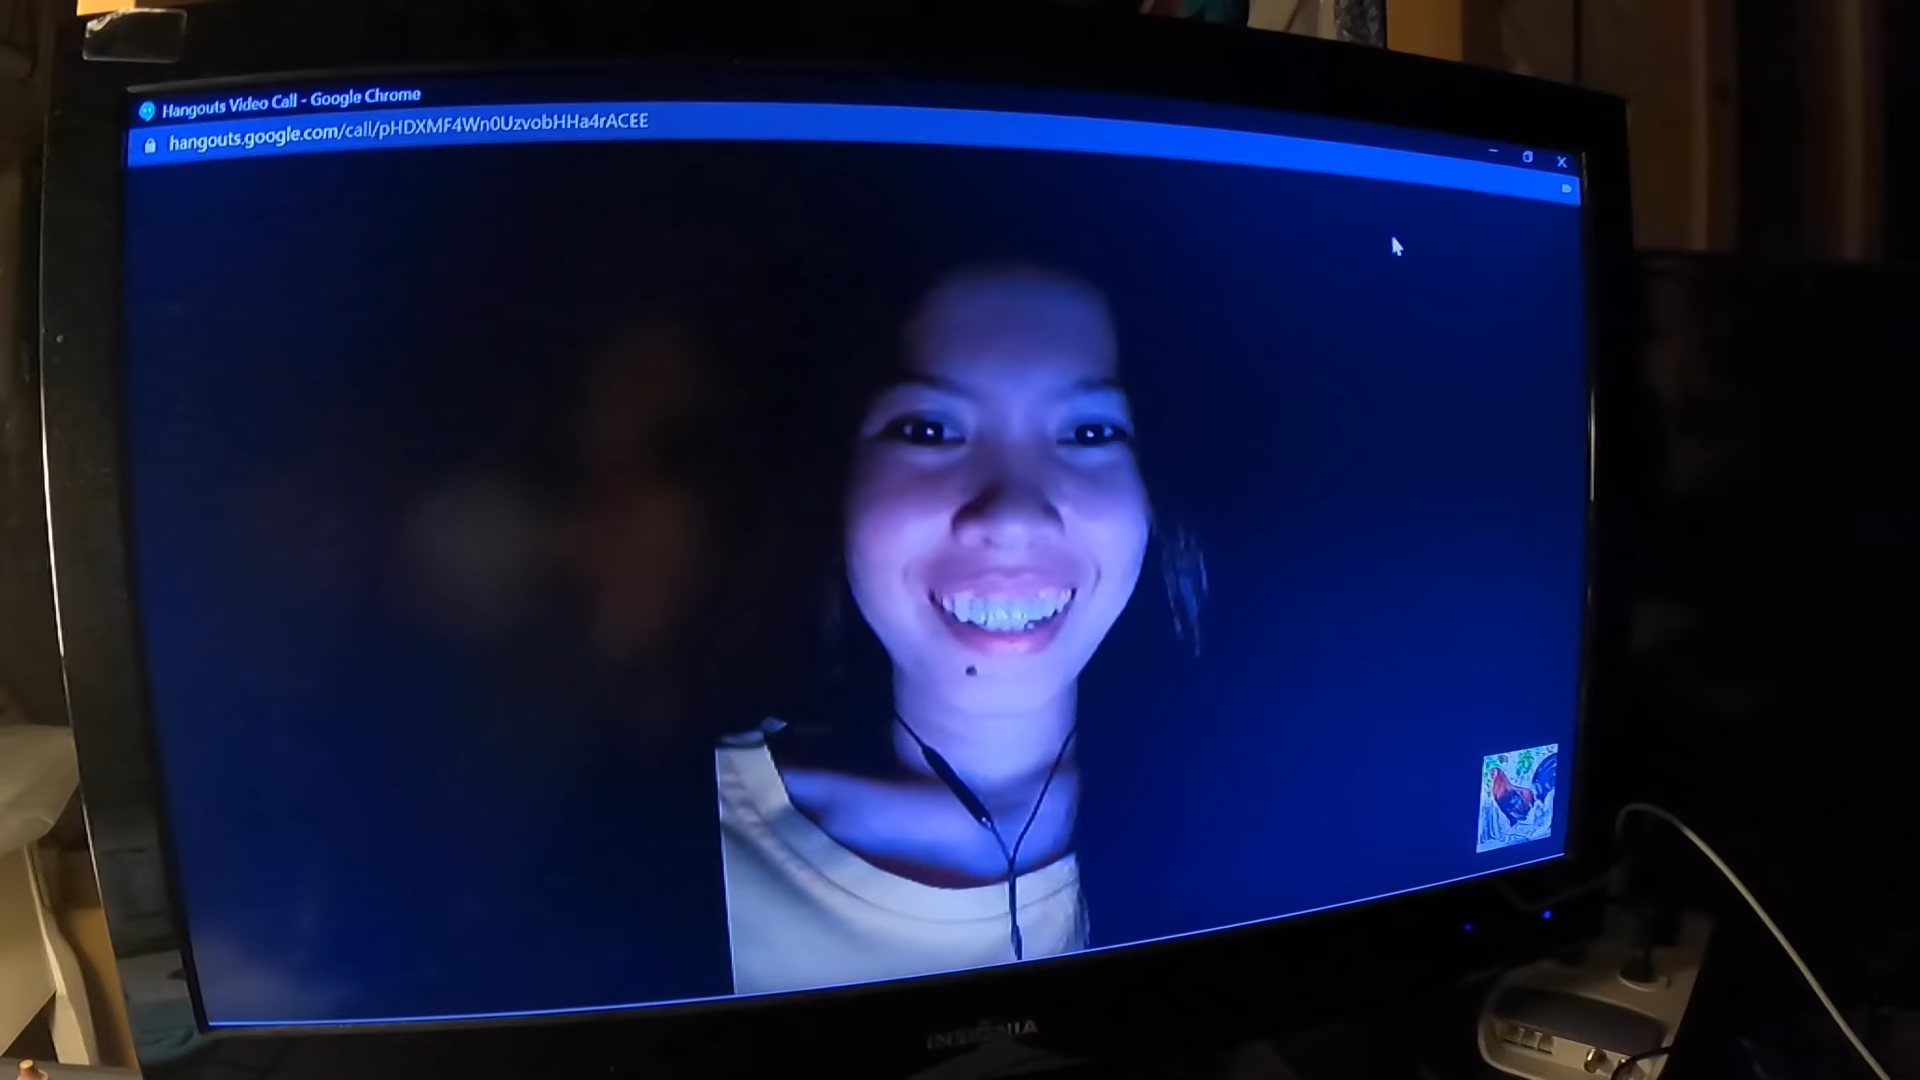 Hangouts Video Call - Google Chrome
hangouts.google.com/call/pHDXMF4Wn0UzvobHHa4rACEE
INSIGNIA